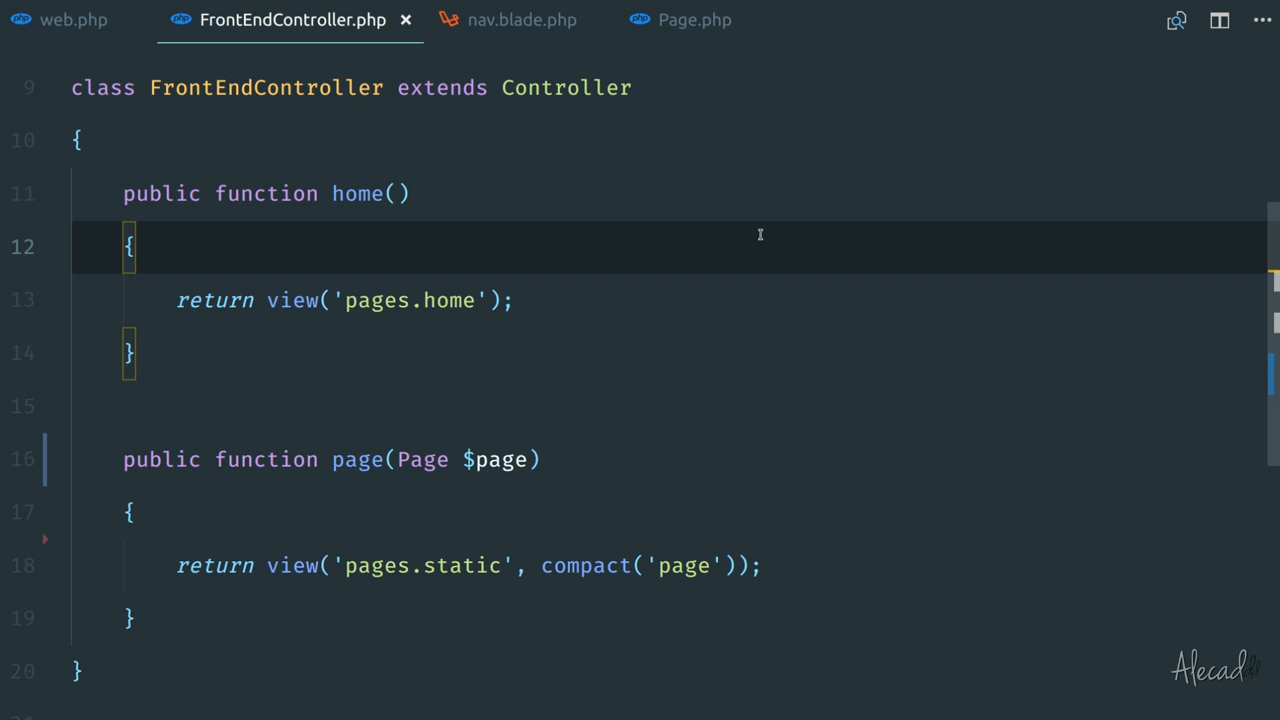 web.php FrontEndController.php × nav.blade.php Page.php
9 class FrontEndController extends Controller
10 {
11 public function home()
12 {
13 return view('pages.home');
14 }
15
16 public function page(Page $page)
17 {
18 return view('pages.static', compact('page'));
19 }
20 }
Alecad